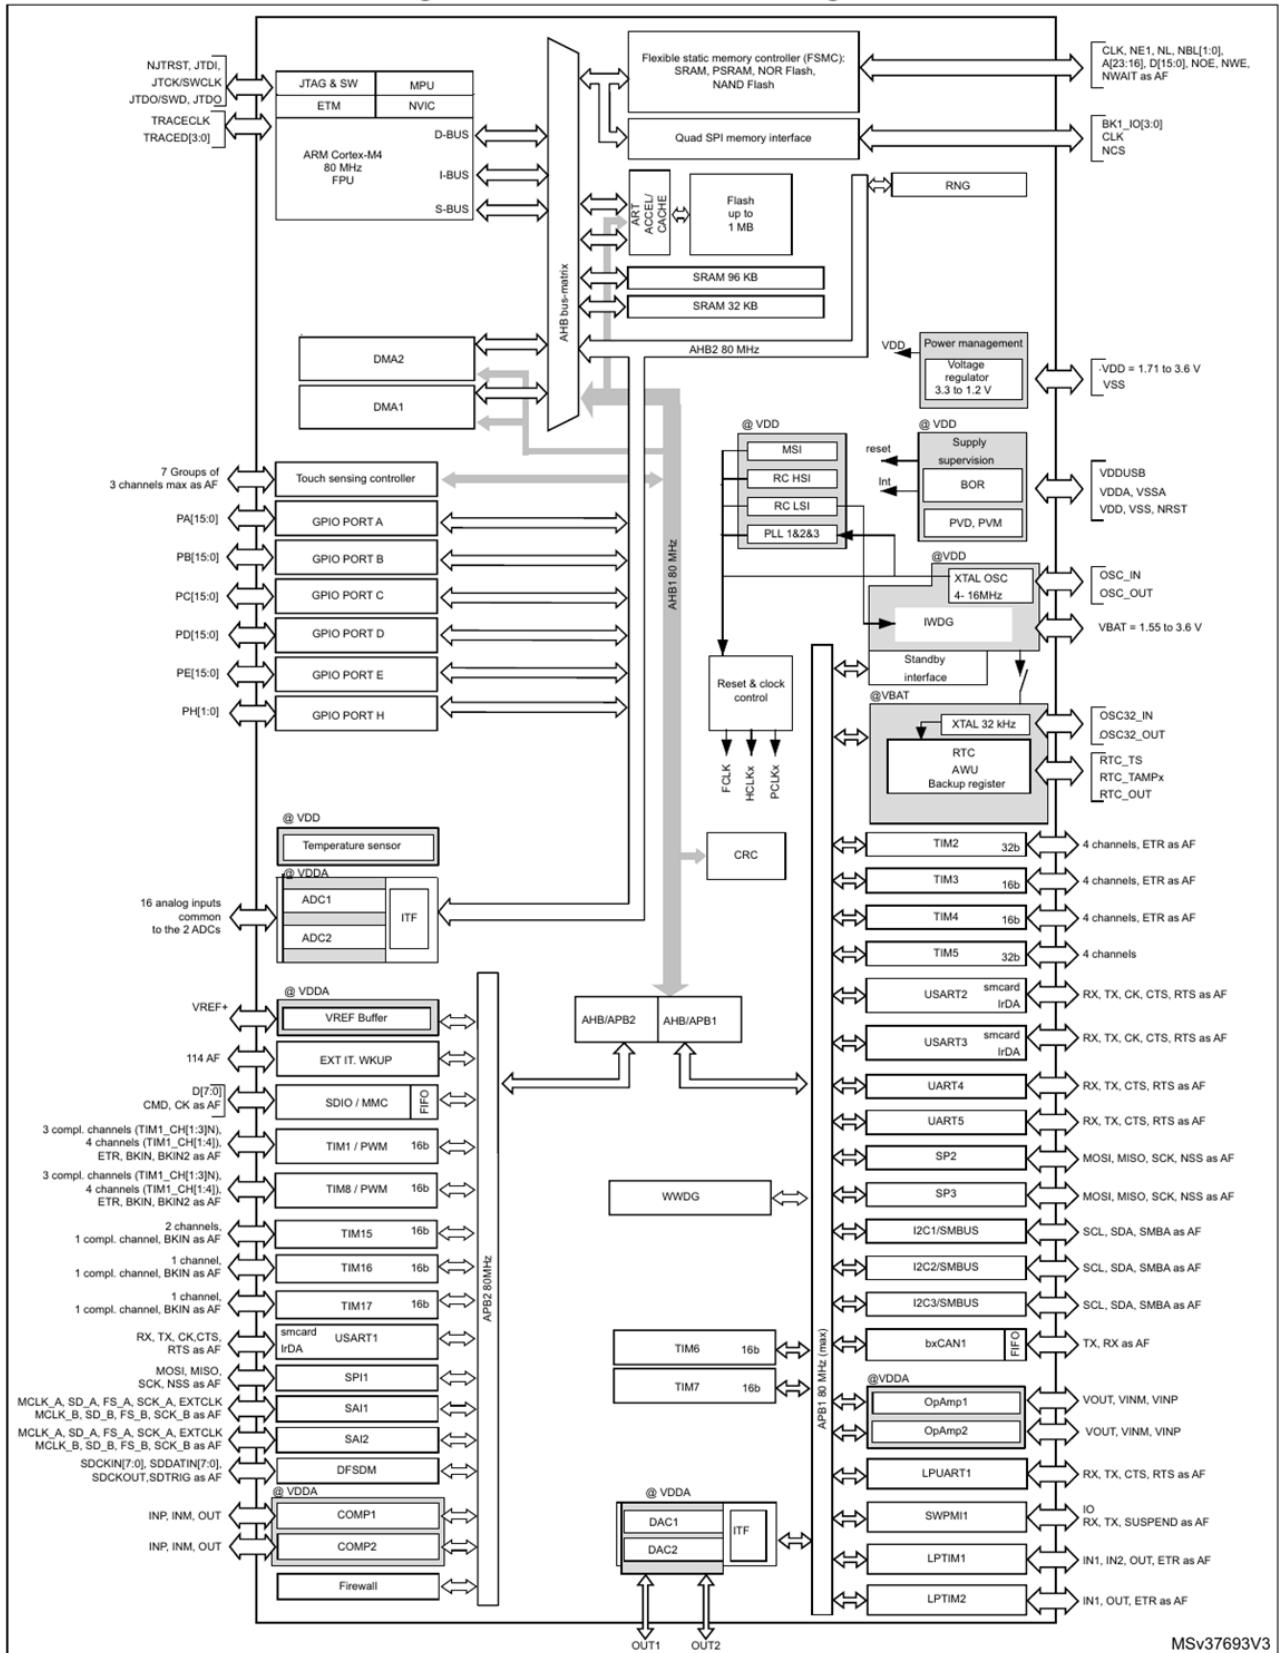 NJTRST, JTDI,
JTCK/SWCLK
JTDO/SWD, JTDO
TRACECLK
TRACED[3:0]
JTAG & SW
MPU
ETM
NVIC
ARM Cortex-M4
80 MHz
FPU
D-BUS
I-BUS
S-BUS
AHB bus-matrix
Flexible static memory controller (FSMC):
SRAM, PSRAM, NOR Flash,
NAND Flash
CLK, NE1, NL, NBL[1:0],
A[23:16], D[15:0], NOE, NWE,
NWAIT as AF
Quad SPI memory interface
BK1_IO[3:0]
CLK
NCS
RNG
ART
ACCEL/
CACHE
Flash
up to
1 MB
SRAM 96 KB
SRAM 32 KB
AHB2 80 MHz
DMA2
DMA1
VDD
Power management
Voltage
regulator
3.3 to 1.2 V
VDD = 1.71 to 3.6 V
VSS
@ VDD
MSI
RC HSI
RC LSI
PLL 1&2&3
@ VDD
reset
Int
Supply
supervision
BOR
PVD, PVM
VDDUSB
VDDA, VSSA
VDD, VSS, NRST
7 Groups of
3 channels max as AF
Touch sensing controller
PA[15:0]
GPIO PORT A
PB[15:0]
GPIO PORT B
PC[15:0]
GPIO PORT C
PD[15:0]
GPIO PORT D
PE[15:0]
GPIO PORT E
PH[1:0]
GPIO PORT H
AHB1 80 MHz
@VDD
XTAL OSC
4- 16MHz
IWDG
OSC_IN
OSC_OUT
VBAT = 1.55 to 3.6 V
Standby
interface
@VBAT
XTAL 32 kHz
RTC
AWU
Backup register
OSC32_IN
OSC32_OUT
RTC_TS
RTC_TAMPx
RTC_OUT
Reset & clock
control
FCLK
HCLKx
PCLKx
@ VDD
Temperature sensor
@ VDDA
ADC1
ADC2
ITF
16 analog inputs
common
to the 2 ADCs
CRC
AHB/APB2
AHB/APB1
VREF+
@ VDDA
VREF Buffer
114 AF
EXT IT. WKUP
D[7:0]
CMD, CK as AF
SDIO / MMC
FIFO
3 compl. channels (TIM1_CH[1:3]N),
4 channels (TIM1_CH[1:4]),
ETR, BKIN, BKIN2 as AF
TIM1 / PWM
16b
3 compl. channels (TIM1_CH[1:3]N),
4 channels (TIM1_CH[1:4]),
ETR, BKIN, BKIN2 as AF
TIM8 / PWM
16b
2 channels,
1 compl. channel, BKIN as AF
TIM15
16b
1 channel,
1 compl. channel, BKIN as AF
TIM16
16b
1 channel,
1 compl. channel, BKIN as AF
TIM17
16b
RX, TX, CK,CTS,
RTS as AF
smcard
IrDA
USART1
MOSI, MISO,
SCK, NSS as AF
SPI1
MCLK_A, SD_A, FS_A, SCK_A, EXTCLK
MCLK_B, SD_B, FS_B, SCK_B as AF
SAI1
MCLK_A, SD_A, FS_A, SCK_A, EXTCLK
MCLK_B, SD_B, FS_B, SCK_B as AF
SAI2
SDCKIN[7:0], SDDATIN[7:0],
SDCKOUT,SDTRIG as AF
DFSDM
@ VDDA
INP, INM, OUT
COMP1
INP, INM, OUT
COMP2
Firewall
APB2 80MHz
WWDG
TIM6
16b
TIM7
16b
@ VDDA
DAC1
DAC2
ITF
OUT1
OUT2
APB1 80 MHz (max)
TIM2
32b
4 channels, ETR as AF
TIM3
16b
4 channels, ETR as AF
TIM4
16b
4 channels, ETR as AF
TIM5
32b
4 channels
USART2
smcard
IrDA
RX, TX, CK, CTS, RTS as AF
USART3
smcard
IrDA
RX, TX, CK, CTS, RTS as AF
UART4
RX, TX, CTS, RTS as AF
UART5
RX, TX, CTS, RTS as AF
SP2
MOSI, MISO, SCK, NSS as AF
SP3
MOSI, MISO, SCK, NSS as AF
I2C1/SMBUS
SCL, SDA, SMBA as AF
I2C2/SMBUS
SCL, SDA, SMBA as AF
I2C3/SMBUS
SCL, SDA, SMBA as AF
bxCAN1
FIFO
TX, RX as AF
@VDDA
OpAmp1
VOUT, VINM, VINP
OpAmp2
VOUT, VINM, VINP
LPUART1
RX, TX, CTS, RTS as AF
SWPMI1
IO
RX, TX, SUSPEND as AF
LPTIM1
IN1, IN2, OUT, ETR as AF
LPTIM2
IN1, OUT, ETR as AF
MSv37693V3